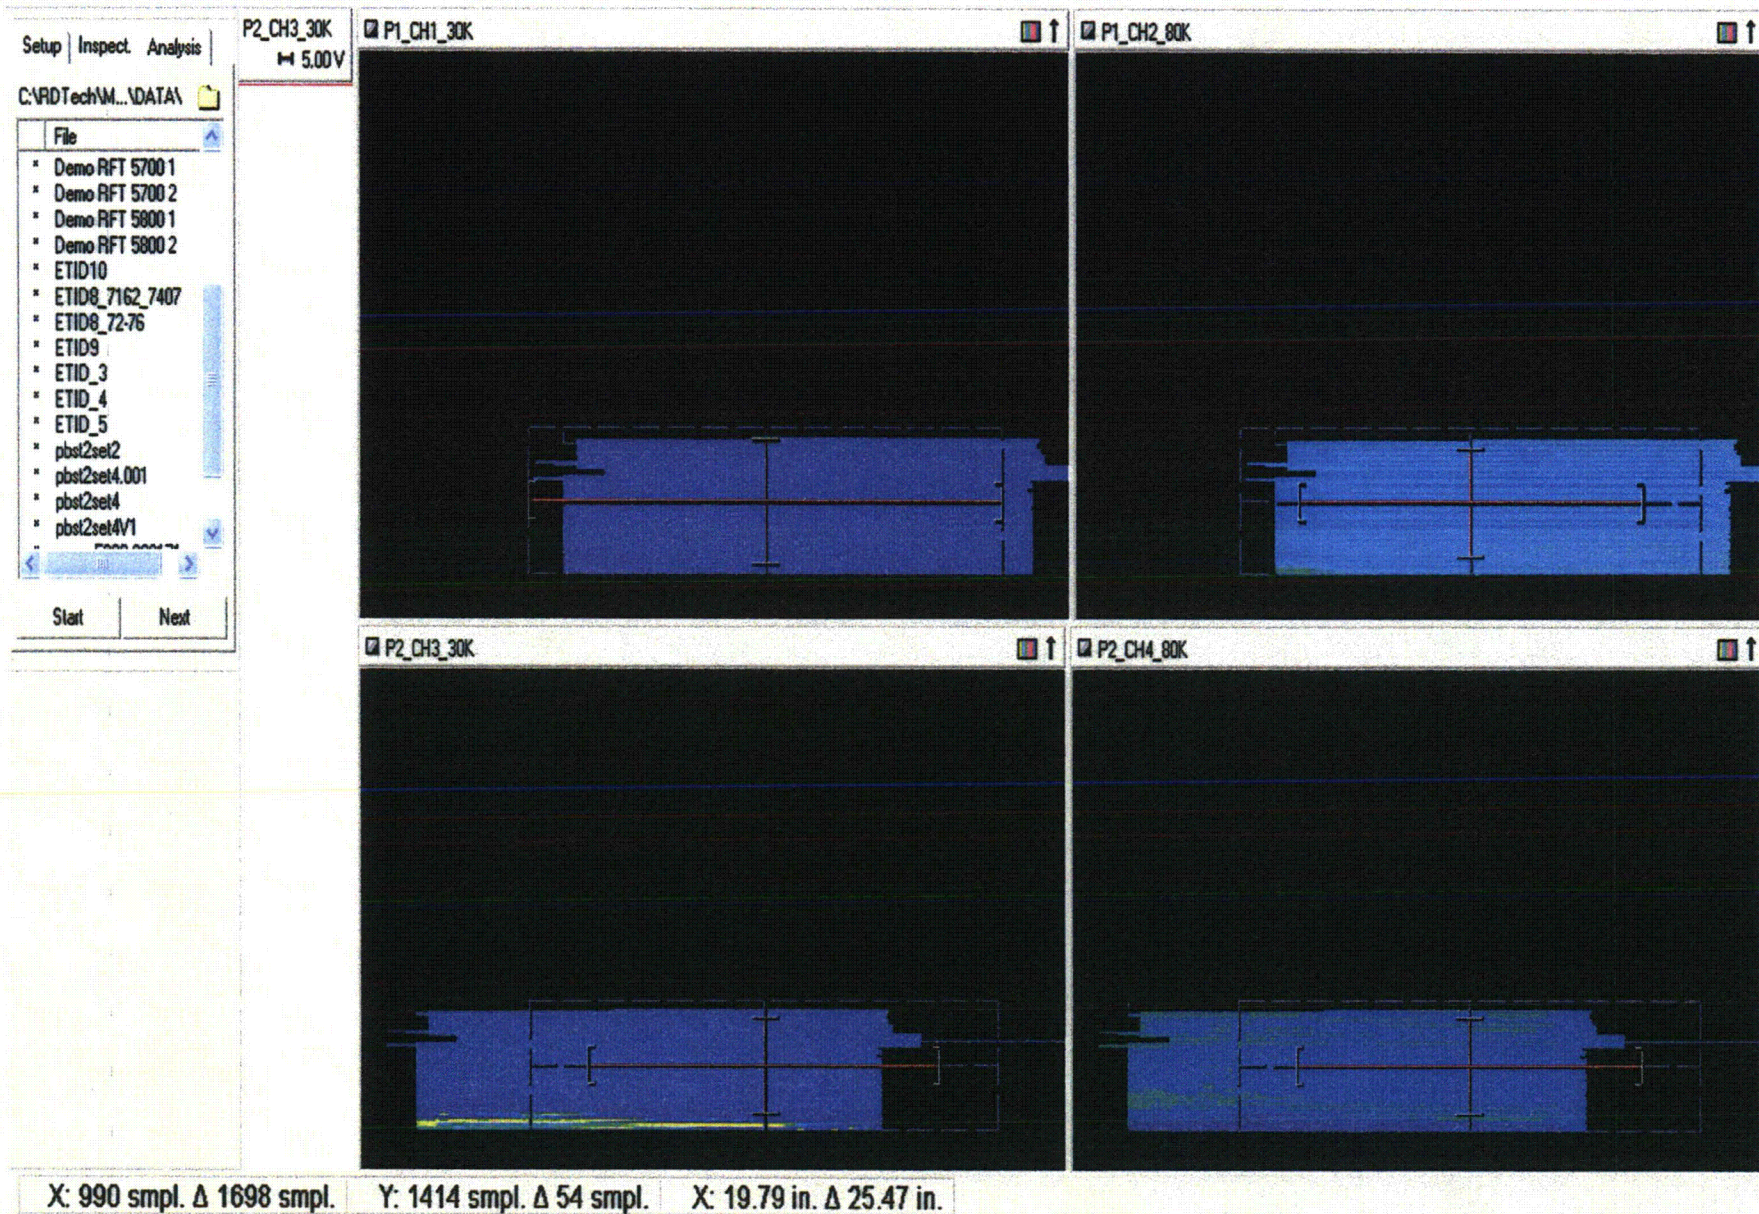 Setup Inspect. Analysis
C:\RDTech\M...\DATA\
File
Demo RFT 5700 1
Demo RFT 5700 2
Demo RFT 5800 1
Demo RFT 5800 2
ETID10
ETID8_7162_7407
ETID8_72-76
ETID9
ETID_3
ETID_4
ETID_5
pbst2set2
pbst2set4.001
pbst2set4
pbst2set4V1
Start Next
P2_CH3_30K
5.00 V
P1_CH1_30K
P1_CH2_80K
P2_CH3_30K
P2_CH4_80K
X: 990 smpl. Δ 1698 smpl. Y: 1414 smpl. Δ 54 smpl. X: 19.79 in. Δ 25.47 in.